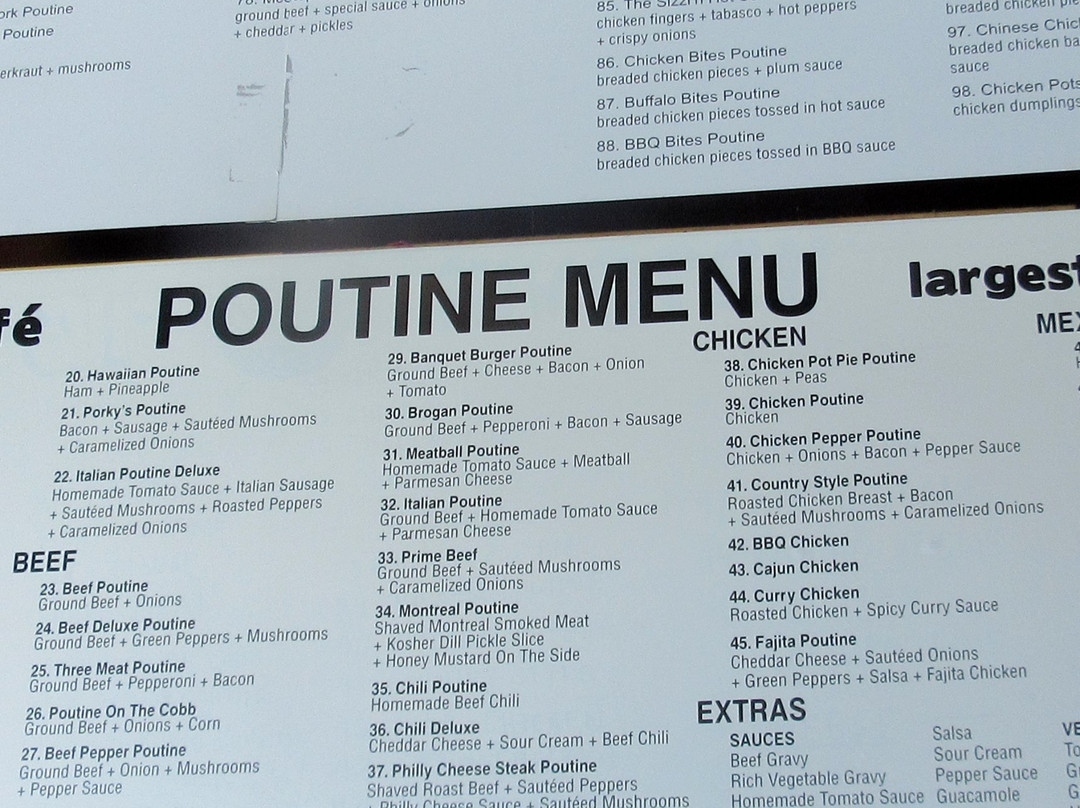 Poutine
Poutine
+ mushrooms
ground beef + special sauce + onions
+ cheddar + pickles
85. The
chicken fingers + tabasco + hot peppers
+ crispy onions
86. Chicken Bites Poutine
breaded chicken pieces + plum sauce
87. Buffalo Bites Poutine
breaded chicken pieces tossed in hot sauce
88. BBQ Bites Poutine
breaded chicken pieces tossed in BBQ sauce
breaded chicken
97. Chinese
breaded chicken
sauce
98. Chicken
chicken dumplings
POUTINE MENU
largest
20. Hawaiian Poutine
Ham + Pineapple
21. Porky's Poutine
Bacon + Sausage + Sautéed Mushrooms
+ Caramelized Onions
22. Italian Poutine Deluxe
Homemade Tomato Sauce + Italian Sausage
+ Sautéed Mushrooms + Roasted Peppers
+ Caramelized Onions
BEEF
23. Beef Poutine
Ground Beef + Onions
24. Beef Deluxe Poutine
Ground Beef + Green Peppers + Mushrooms
25. Three Meat Poutine
Ground Beef + Pepperoni + Bacon
26. Poutine On The Cobb
Ground Beef + Onions + Corn
27. Beef Pepper Poutine
Ground Beef + Onion + Mushrooms
+ Pepper Sauce
29. Banquet Burger Poutine
Ground Beef + Cheese + Bacon + Onion
+ Tomato
30. Brogan Poutine
Ground Beef + Pepperoni + Bacon + Sausage
31. Meatball Poutine
Homemade Tomato Sauce + Meatball
+ Parmesan Cheese
32. Italian Poutine
Ground Beef + Homemade Tomato Sauce
+ Parmesan Cheese
33. Prime Beef
Ground Beef + Sautéed Mushrooms
+ Caramelized Onions
34. Montreal Poutine
Shaved Montreal Smoked Meat
+ Kosher Dill Pickle Slice
+ Honey Mustard On The Side
35. Chili Poutine
Homemade Beef Chili
36. Chili Deluxe
Cheddar Cheese + Sour Cream + Beef Chili
37. Philly Cheese Steak Poutine
Shaved Roast Beef + Sautéed Peppers
+ Philly Cheese Sauce + Sautéed Mushrooms
CHICKEN
38. Chicken Pot Pie Poutine
Chicken + Peas
39. Chicken Poutine
Chicken
40. Chicken Pepper Poutine
Chicken + Onions + Bacon + Pepper Sauce
41. Country Style Poutine
Roasted Chicken Breast + Bacon
+ Sautéed Mushrooms + Caramelized Onions
42. BBQ Chicken
43. Cajun Chicken
44. Curry Chicken
Roasted Chicken + Spicy Curry Sauce
45. Fajita Poutine
Cheddar Cheese + Sautéed Onions
+ Green Peppers + Salsa + Fajita Chicken
EXTRAS
SAUCES
Beef Gravy
Rich Vegetable Gravy
Homemade Tomato Sauce
Salsa
Sour Cream
Pepper Sauce
Guacamole